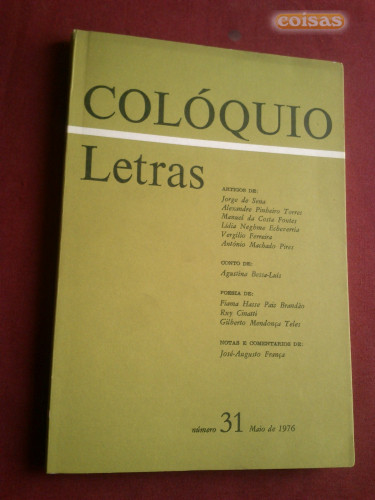 coisas
COLÓQUIO
Letras
ARTIGOS DE:
Jorge de Sena
Alexandre Pinheiro Torres
Manuel da Costa Fontes
Lidia Neghme Echeverría
Vergílio Ferreira
António Machado Pires
CONTO DE:
Agustina Bessa-Luís
POESIA DE:
Fiama Hasse Pais Brandão
Ruy Cinatti
Gilberto Mendonça Teles
NOTAS E COMENTÁRIOS DE:
José-Augusto França
número 31 Maio de 1976